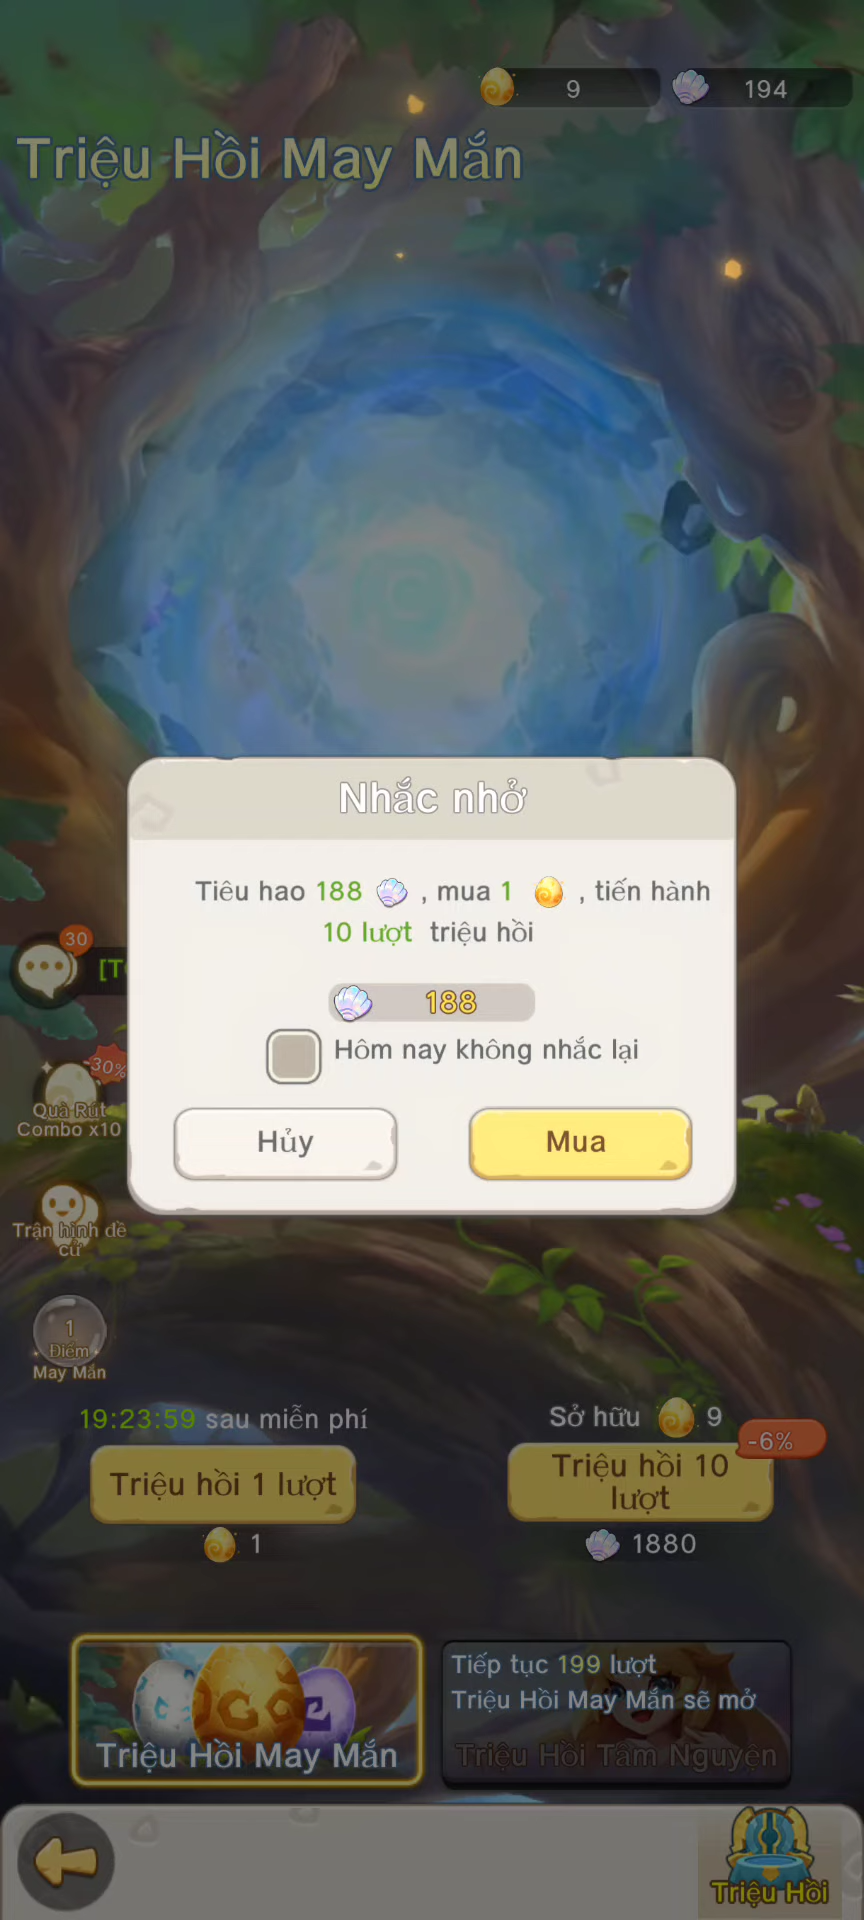 9
194
Triệu Hồi May Mắn
Nhắc nhở
Tiêu hao 188 , mua 1 , tiến hành
10 lượt triệu hồi
188
Hôm nay không nhắc lại
Hủy
Mua
30
-30%
Quà Rút
Combo x10
Trận hình đề
cử
1
Điểm
May Mắn
19:23:59 sau miễn phí
Triệu hồi 1 lượt
1
Sở hữu 9
-6%
Triệu hồi 10
lượt
1880
Triệu Hồi May Mắn
Tiếp tục 199 lượt
Triệu Hồi May Mắn sẽ mở
Triệu Hồi Tâm Nguyện
Triệu Hồi